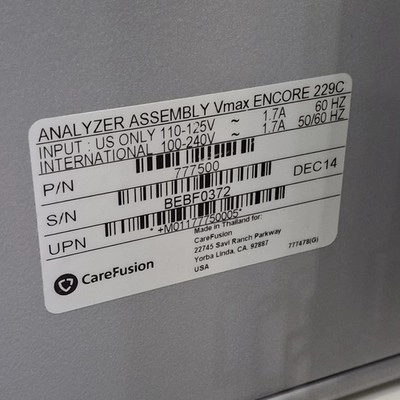 ANALYZER ASSEMBLY Vmax ENCORE 229C
INPUT : US ONLY 110-125V ~ 1.7A 60 HZ
INTERNATIONAL 100-240V ~ 1.7A 50/60 HZ
P/N 777500 DEC14
S/N BEBF0372
UPN *+M01177750005*
Made in Thailand for:
CareFusion
22745 Savi Ranch Parkway
Yorba Linda, CA. 92887 777478(G)
USA
CareFusion